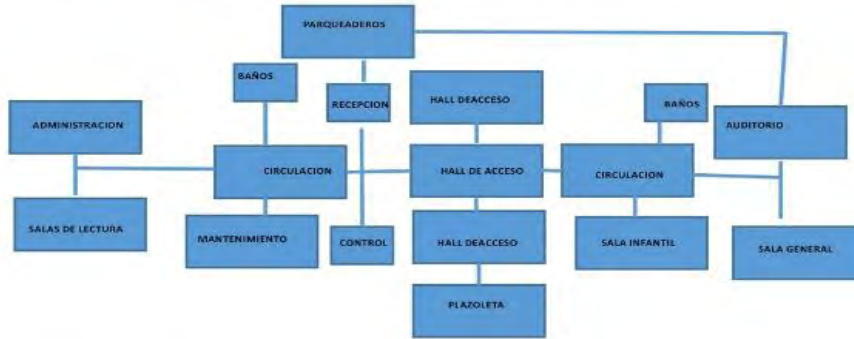 PARQUEADEROS
BAÑOS
RECEPCION
HALL DEACCESO
BAÑOS
ADMINISTRACION
AUDITORIO
CIRCULACION
HALL DE ACCESO
CIRCULACION
SALAS DE LECTURA
MANTENIMIENTO
CONTROL
HALL DEACCESO
SALA INFANTIL
SALA GENERAL
PLAZOLETA